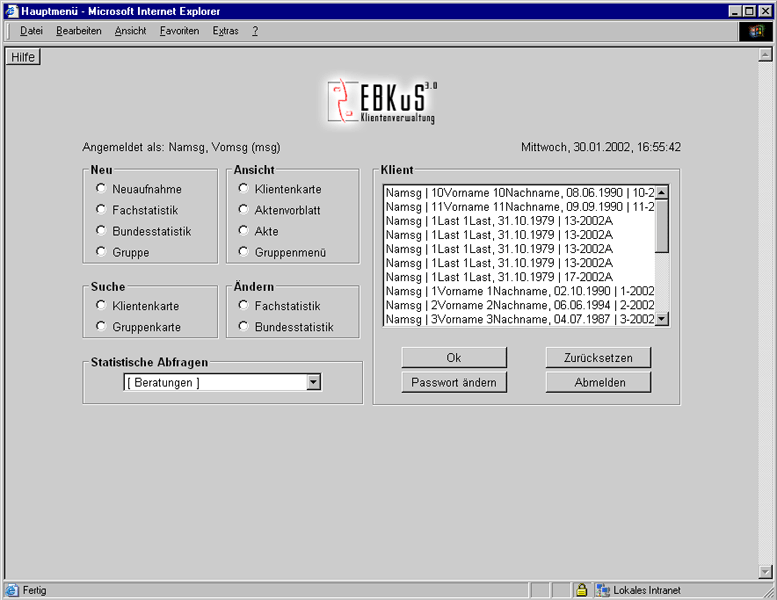 Hauptmenü - Microsoft Internet Explorer
Datei Bearbeiten Ansicht Favoriten Extras ?
Hilfe
EBKuS 3.0
Klientenverwaltung
Angemeldet als: Namsg, Vomsg (msg) Mittwoch, 30.01.2002, 16:55:42
Neu
Neuaufnahme
Fachstatistik
Bundesstatistik
Gruppe
Ansicht
Klientenkarte
Aktenvorblatt
Akte
Gruppenmenü
Suche
Klientenkarte
Gruppenkarte
Ändern
Fachstatistik
Bundesstatistik
Statistische Abfragen
[ Beratungen ]
Klient
Namsg | 10Vorname 10Nachname, 08.06.1990 | 10-2
Namsg | 11Vorname 11Nachname, 09.09.1990 | 11-2
Namsg | 1Last 1Last, 31.10.1979 | 13-2002A
Namsg | 1Last 1Last, 31.10.1979 | 13-2002A
Namsg | 1Last 1Last, 31.10.1979 | 13-2002A
Namsg | 1Last 1Last, 31.10.1979 | 13-2002A
Namsg | 1Last 1Last, 31.10.1979 | 17-2002A
Namsg | 1Vorname 1Nachname, 02.10.1990 | 1-2002
Namsg | 2Vorname 2Nachname, 06.06.1994 | 2-2002
Namsg | 3Vorname 3Nachname, 04.07.1987 | 3-2002
Ok Zurücksetzen
Passwort ändern Abmelden
Fertig Lokales Intranet